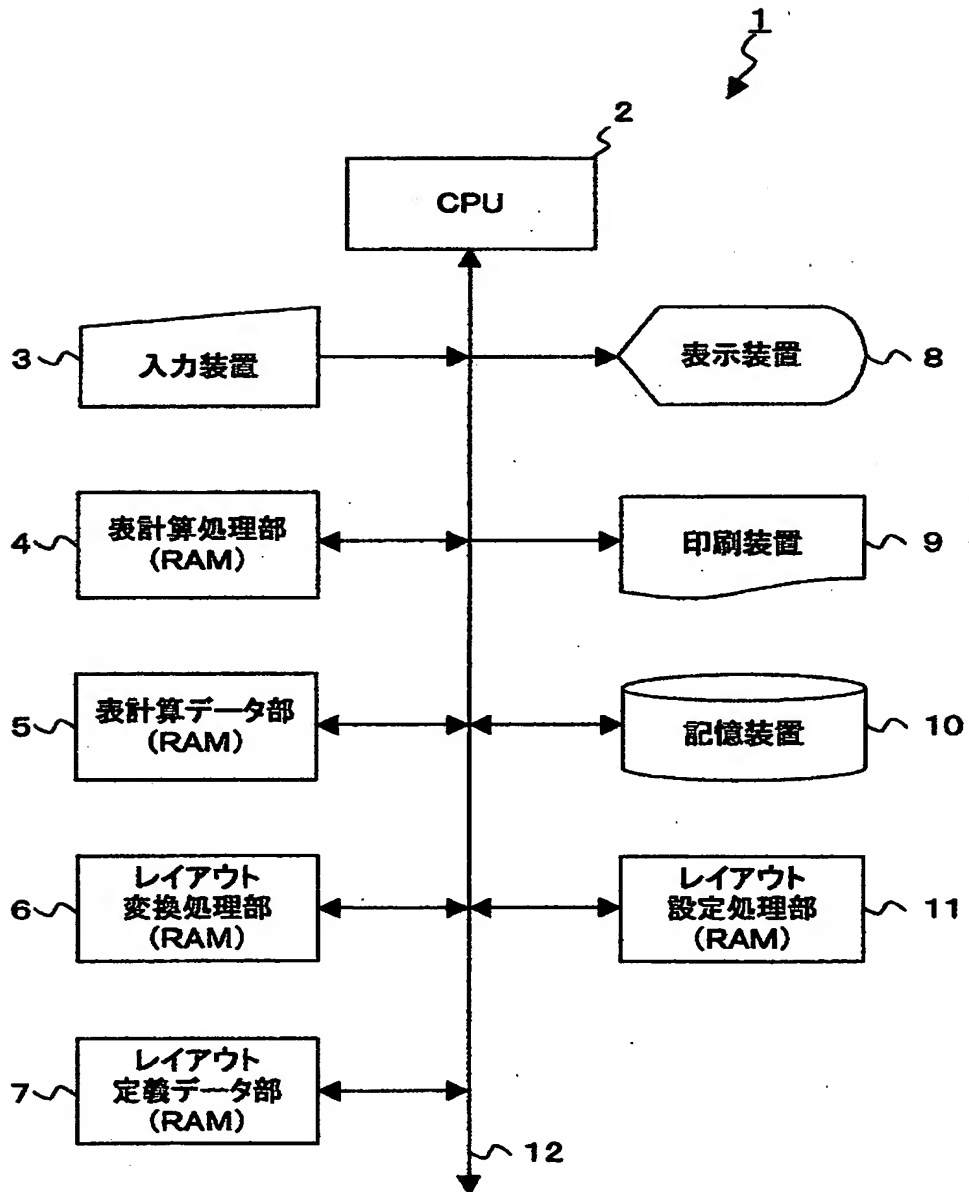 1
2
CPU
3
入力装置
表示装置
8
4
表計算処理部
(RAM)
印刷装置
9
5
表計算データ部
(RAM)
記憶装置
10
6
レイアウト
変換処理部
(RAM)
レイアウト
設定処理部
(RAM)
11
7
レイアウト
定義データ部
(RAM)
12